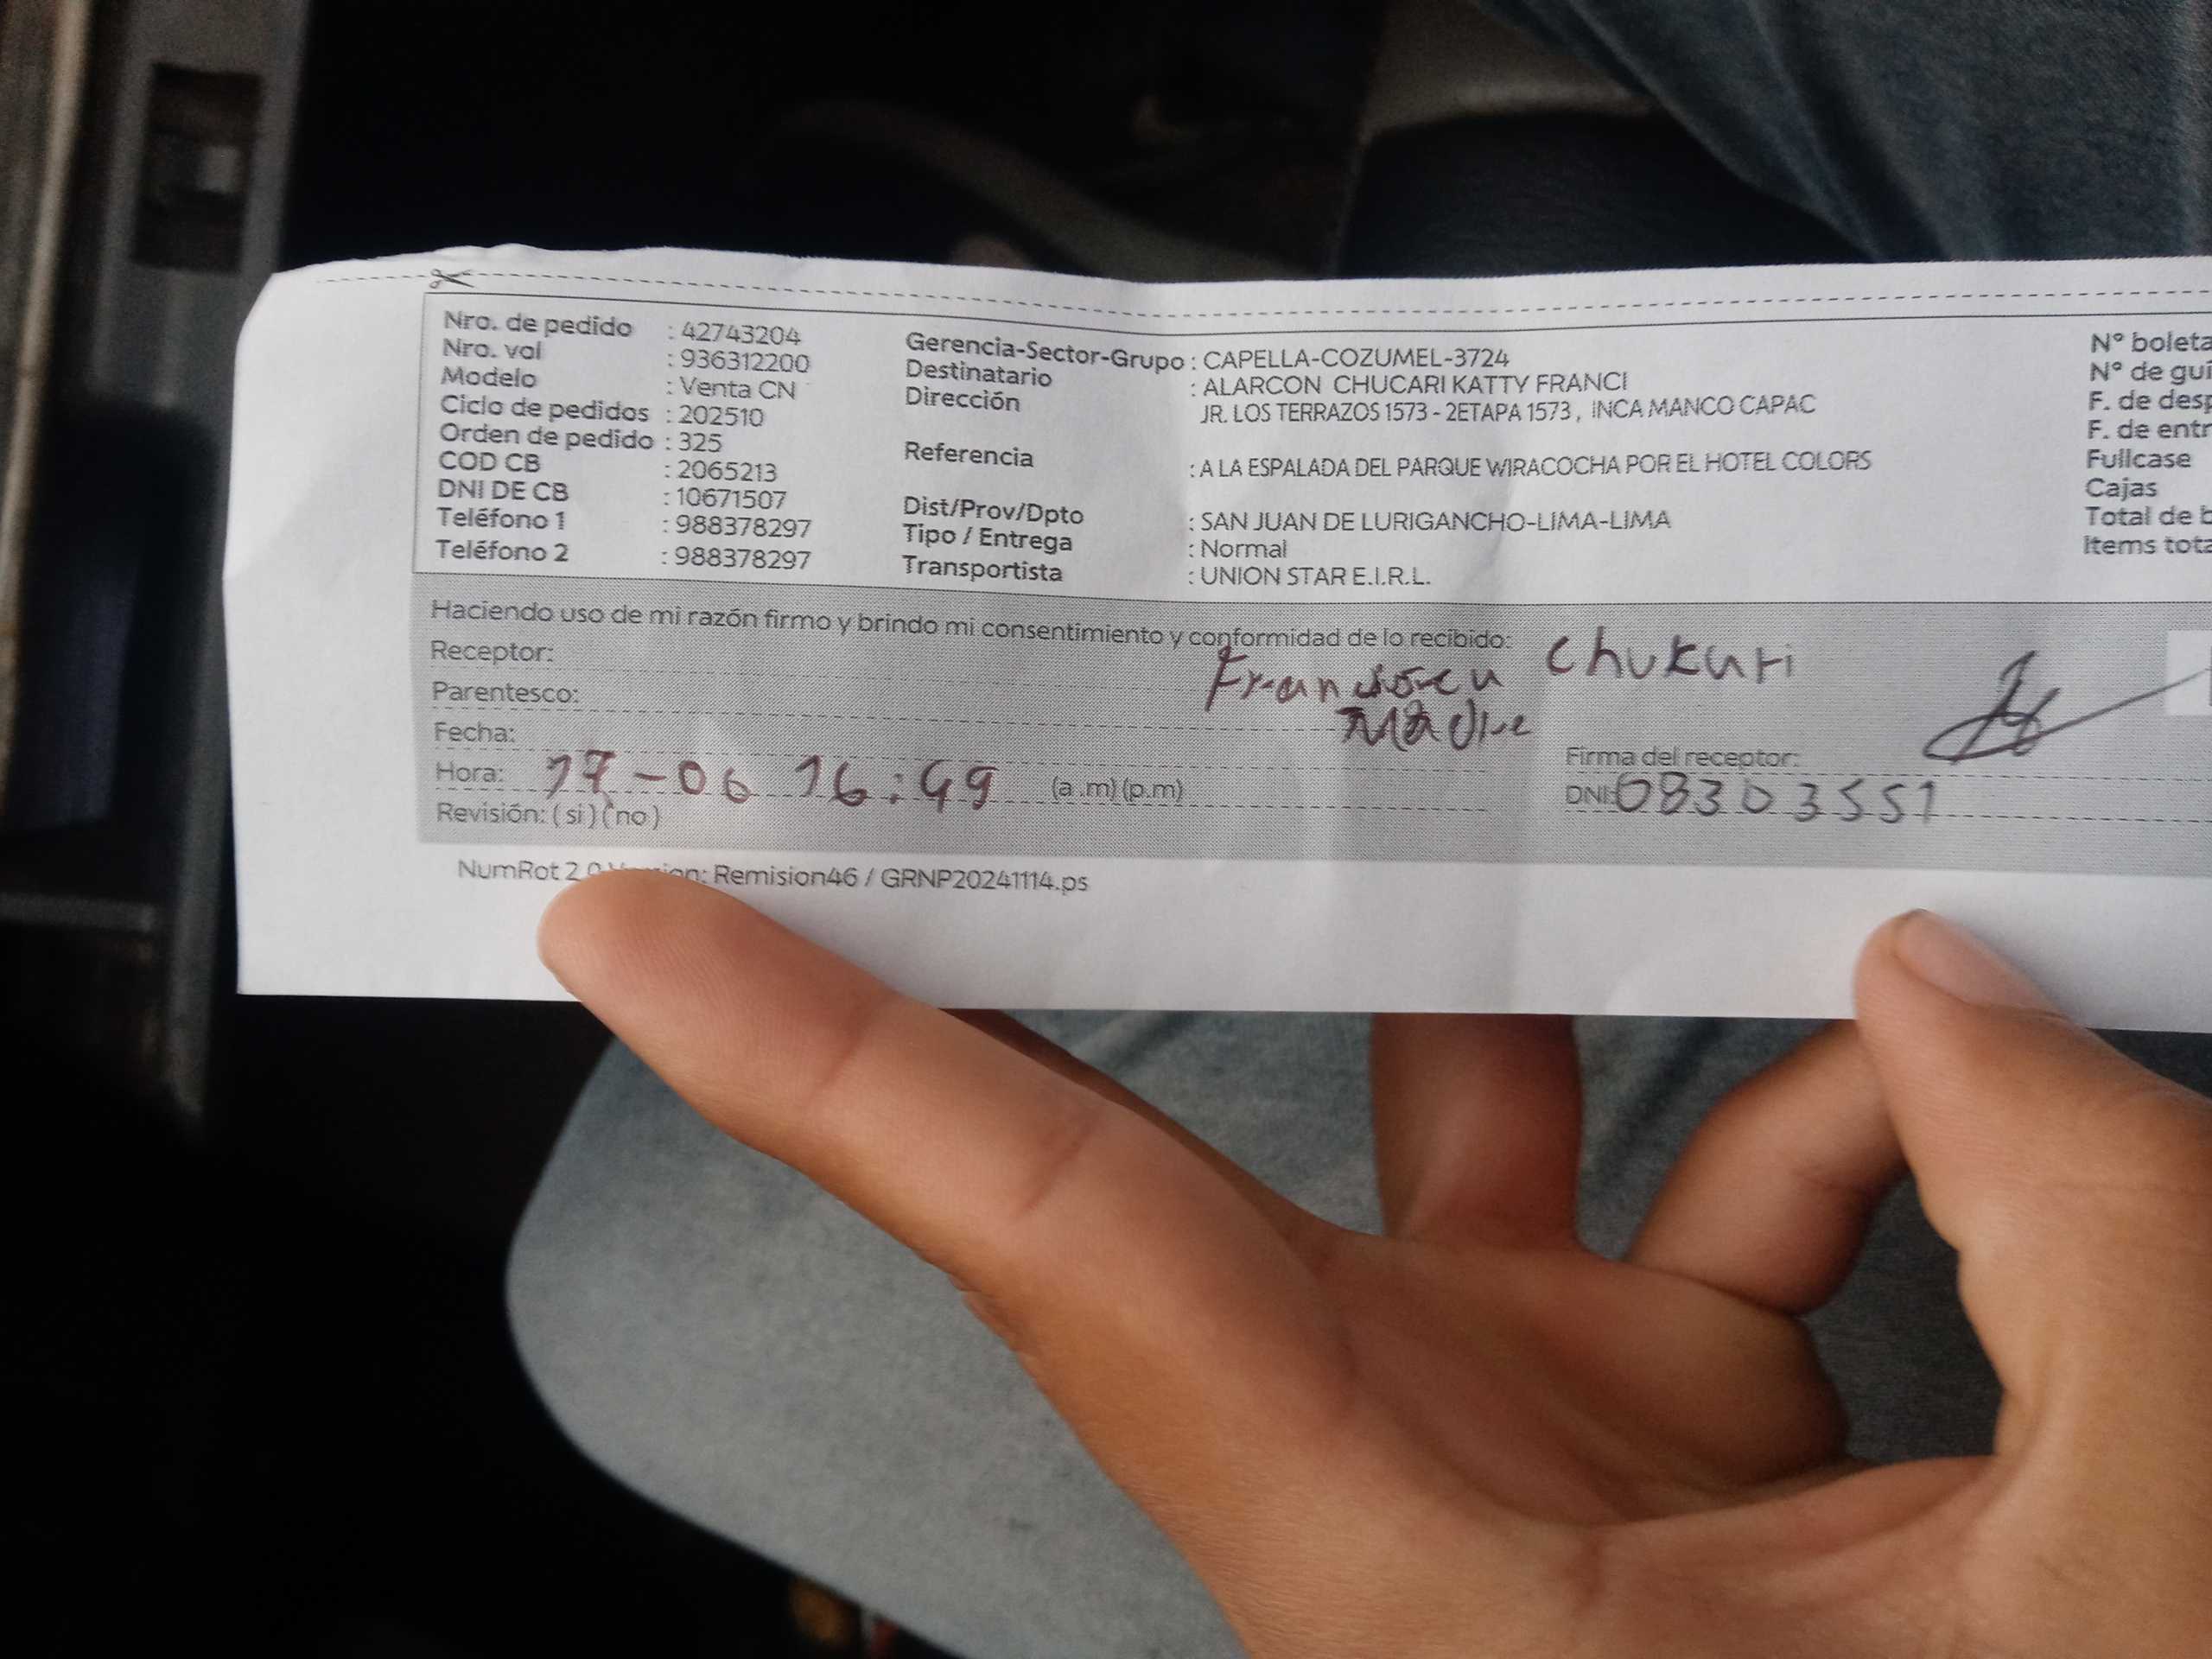 Nro. de pedido : 42743204
Nro. val : 936312200
Modelo : Venta CN
Ciclo de pedidos : 202510
Orden de pedido : 325
COD CB : 2065213
DNI DE CB : 10671507
Teléfono 1 : 988378297
Teléfono 2 : 988378297
Gerencia-Sector-Grupo : CAPELLA-COZUMEL-3724
Destinatario : ALARCON CHUCARI KATTY FRANCI
Dirección JR. LOS TERRAZOS 1573 - 2ETAPA 1573, INCA MANCO CAPAC
Referencia : A LA ESPALADA DEL PARQUE WIRACOCHA POR EL HOTEL COLORS
Dist/Prov/Dpto : SAN JUAN DE LURIGANCHO-LIMA-LIMA
Tipo / Entrega : Normal
Transportista : UNION STAR E.I.R.L.
N° boleta
N° de guí
F. de desp
F. de entr
Fullcase
Cajas
Total de b
Items tota
Haciendo uso de mi razón firmo y brindo mi consentimiento y conformidad de lo recibido:
Receptor: chukuri
Parentesco: Madre
Fecha:
Hora: 17-06 16:49 (a.m)(p.m)
Revisión: (si)(no)
Firma del receptor:
DNI: 08303551
NumRot 2.0 : Remision46 / GRNP20241114.ps